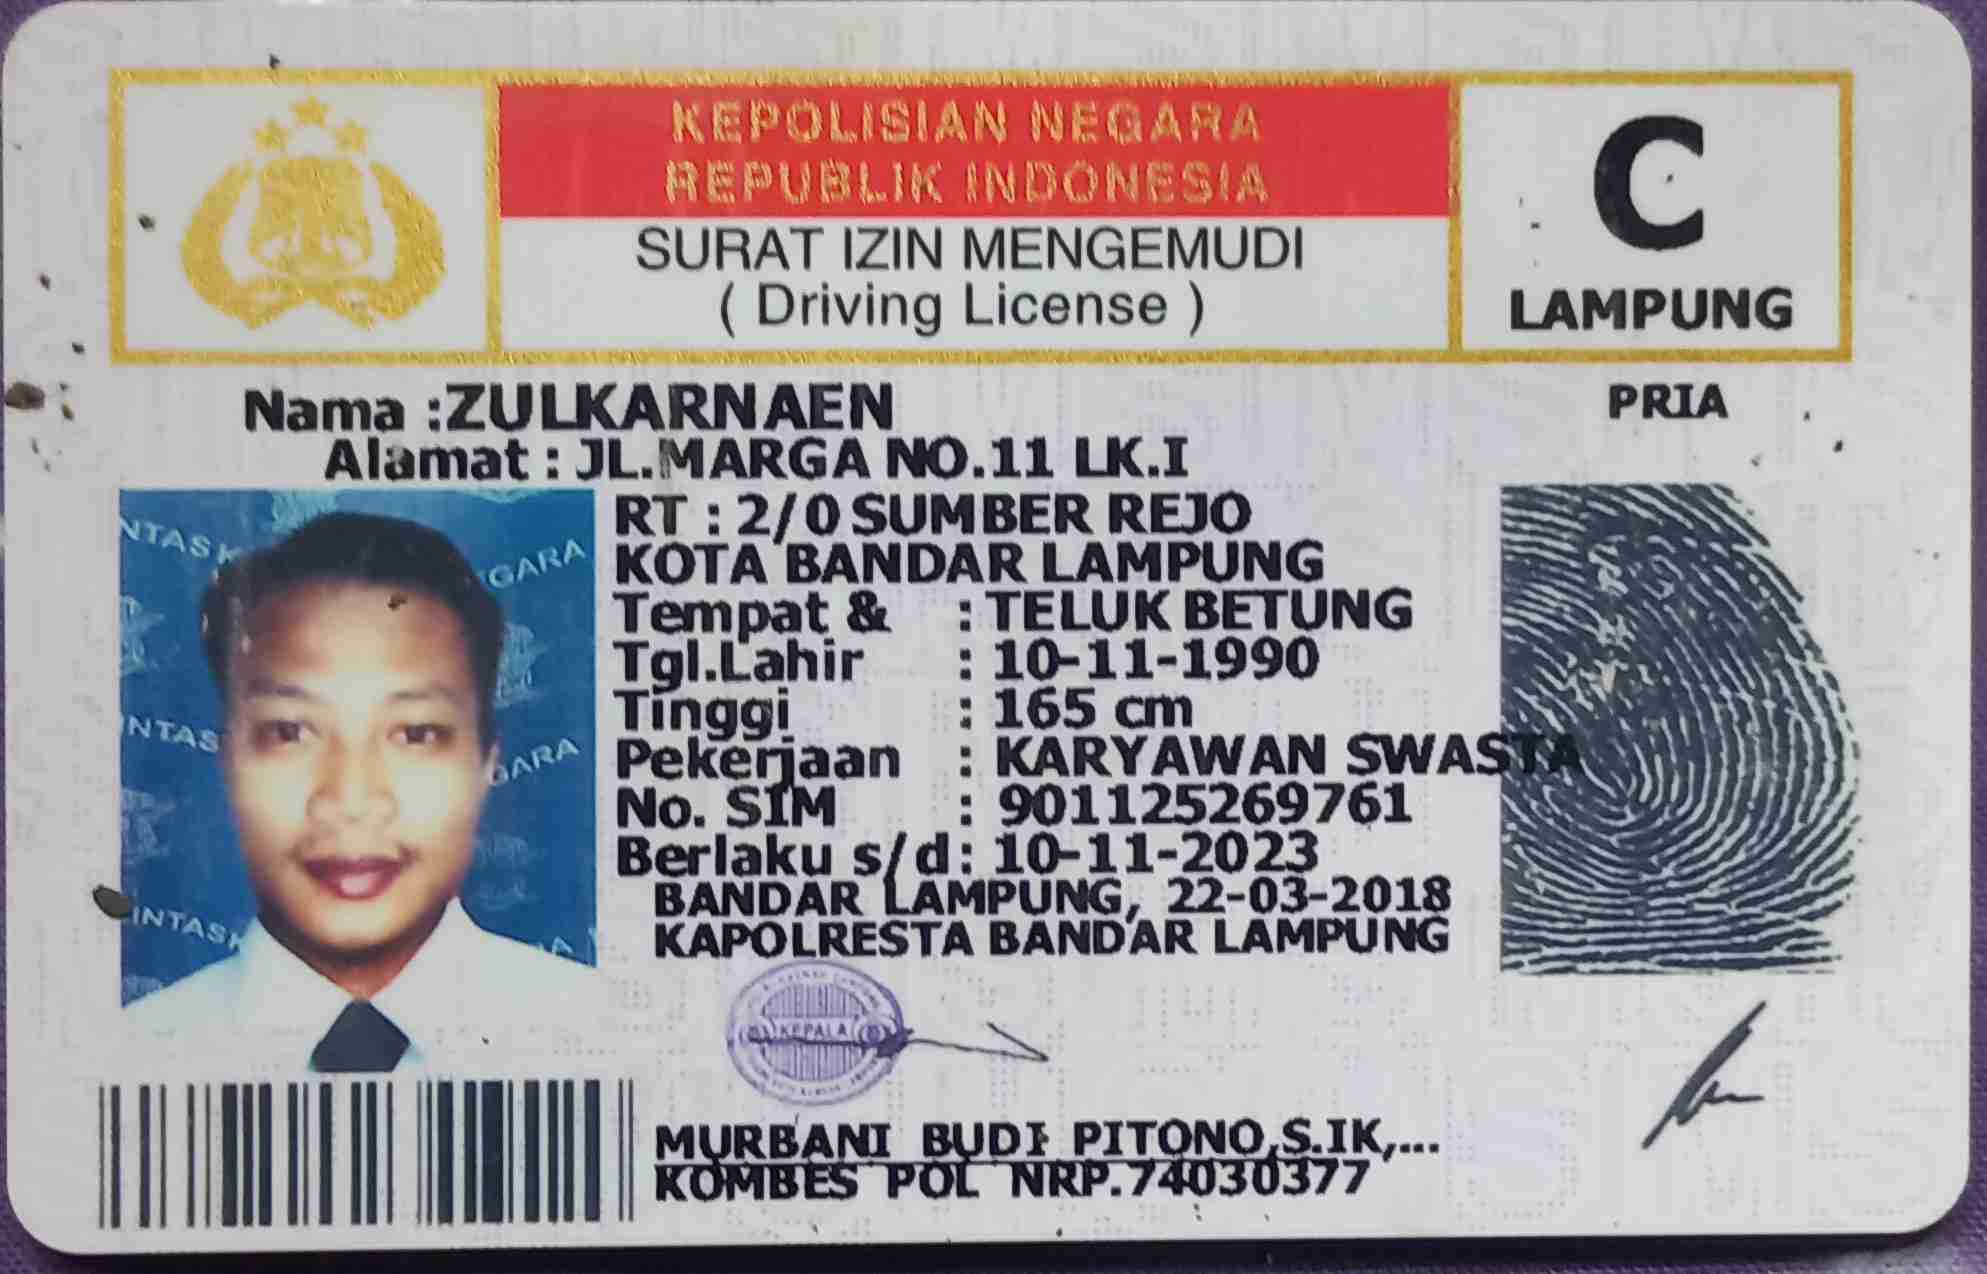 KEPOLISIAN NEGARA
REPUBLIK INDONESIA
SURAT IZIN MENGEMUDI
( Driving License )
C
LAMPUNG
Nama :ZULKARNAEN
PRIA
Alamat : JL.MARGA NO.11 LK.I
RT : 2/0 SUMBER REJO
KOTA BANDAR LAMPUNG
Tempat & : TELUK BETUNG
Tgl.Lahir : 10-11-1990
Tinggi : 165 cm
Pekerjaan : KARYAWAN SWASTA
No. SIM : 901125269761
Berlaku s/d : 10-11-2023
BANDAR LAMPUNG, 22-03-2018
KAPOLRESTA BANDAR LAMPUNG
KEPALA
MURBANI BUDI PITONO,S.IK,...
KOMBES POL NRP.74030377